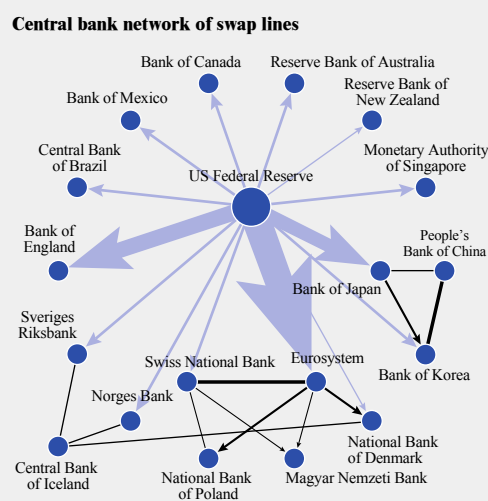 Central bank network of swap lines
Bank of Canada
Reserve Bank of Australia
Bank of Mexico
Reserve Bank of
New Zealand
Central Bank
of Brazil
US Federal Reserve
Monetary Authority
of Singapore
Bank of
England
Bank of Japan
People's
Bank of China
Sveriges
Riksbank
Swiss National Bank
Eurosystem
Bank of Korea
Norges Bank
Central Bank
of Iceland
National Bank
of Poland
Magyar Nemzeti Bank
National Bank
of Denmark